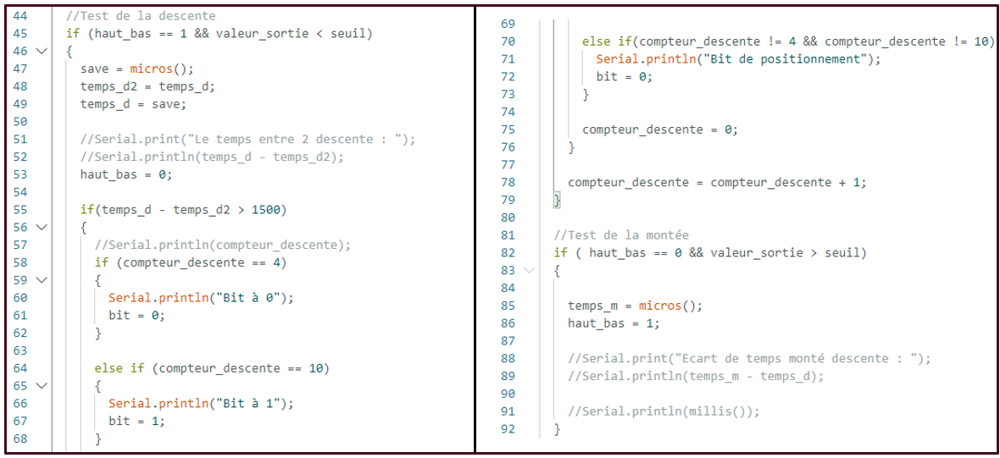 44 //Test de la descente
45 if (haut_bas == 1 && valeur_sortie < seuil)
46 {
47 save = micros();
48 temps_d2 = temps_d;
49 temps_d = save;
50
51 //Serial.print("Le temps entre 2 descente : ");
52 //Serial.println(temps_d - temps_d2);
53 haut_bas = 0;
54
55 if(temps_d - temps_d2 > 1500)
56 {
57 //Serial.println(compteur_descente);
58 if (compteur_descente == 4)
59 {
60 Serial.println("Bit à 0");
61 bit = 0;
62 }
63
64 else if (compteur_descente == 10)
65 {
66 Serial.println("Bit à 1");
67 bit = 1;
68 }
69
70 else if(compteur_descente != 4 && compteur_descente != 10)
71 Serial.println("Bit de positionnement");
72 bit = 0;
73 }
74
75 compteur_descente = 0;
76 }
77
78 compteur_descente = compteur_descente + 1;
79 }
80
81 //Test de la montée
82 if ( haut_bas == 0 && valeur_sortie > seuil)
83 {
84
85 temps_m = micros();
86 haut_bas = 1;
87
88 //Serial.print("Ecart de temps monté descente : ");
89 //Serial.println(temps_m - temps_d);
90
91 //Serial.println(millis());
92 }